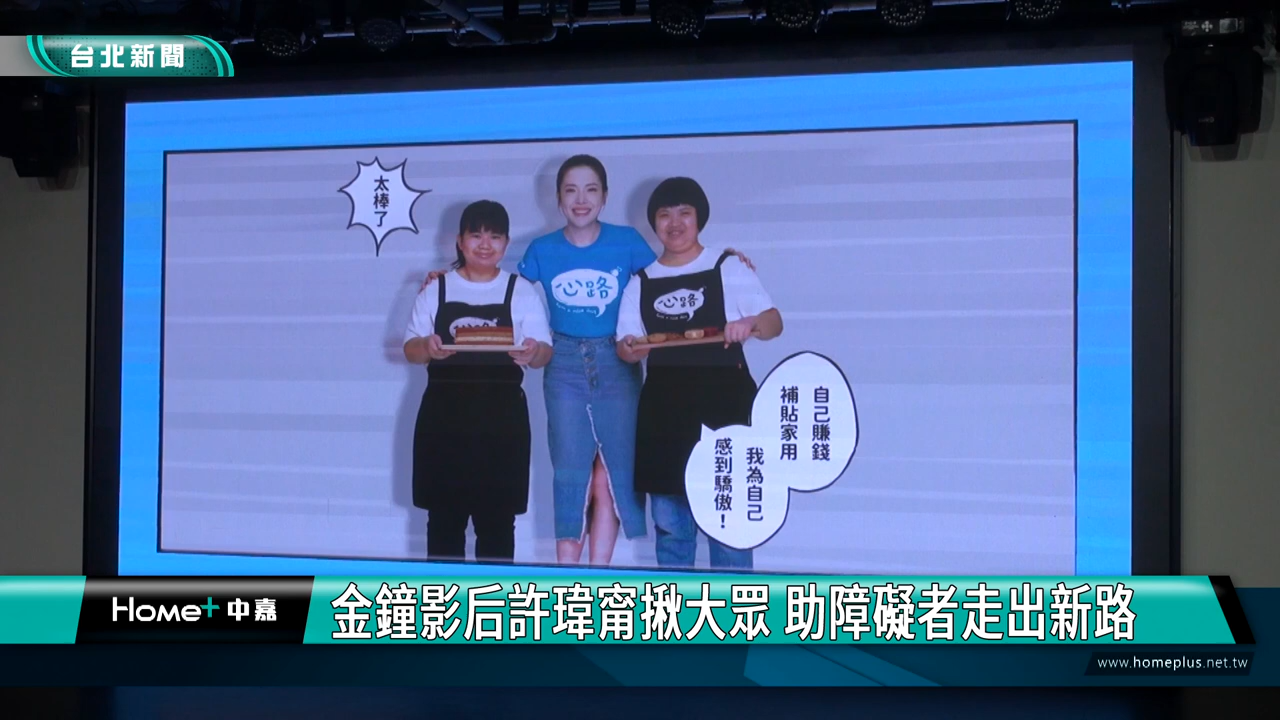 台北新聞
太棒了
心路
心路
自己賺錢
補貼家用
我為自己
感到驕傲！
Home+中嘉
金鐘影后許瑋甯揪大眾 助障礙者走出新路
www.homeplus.net.tw